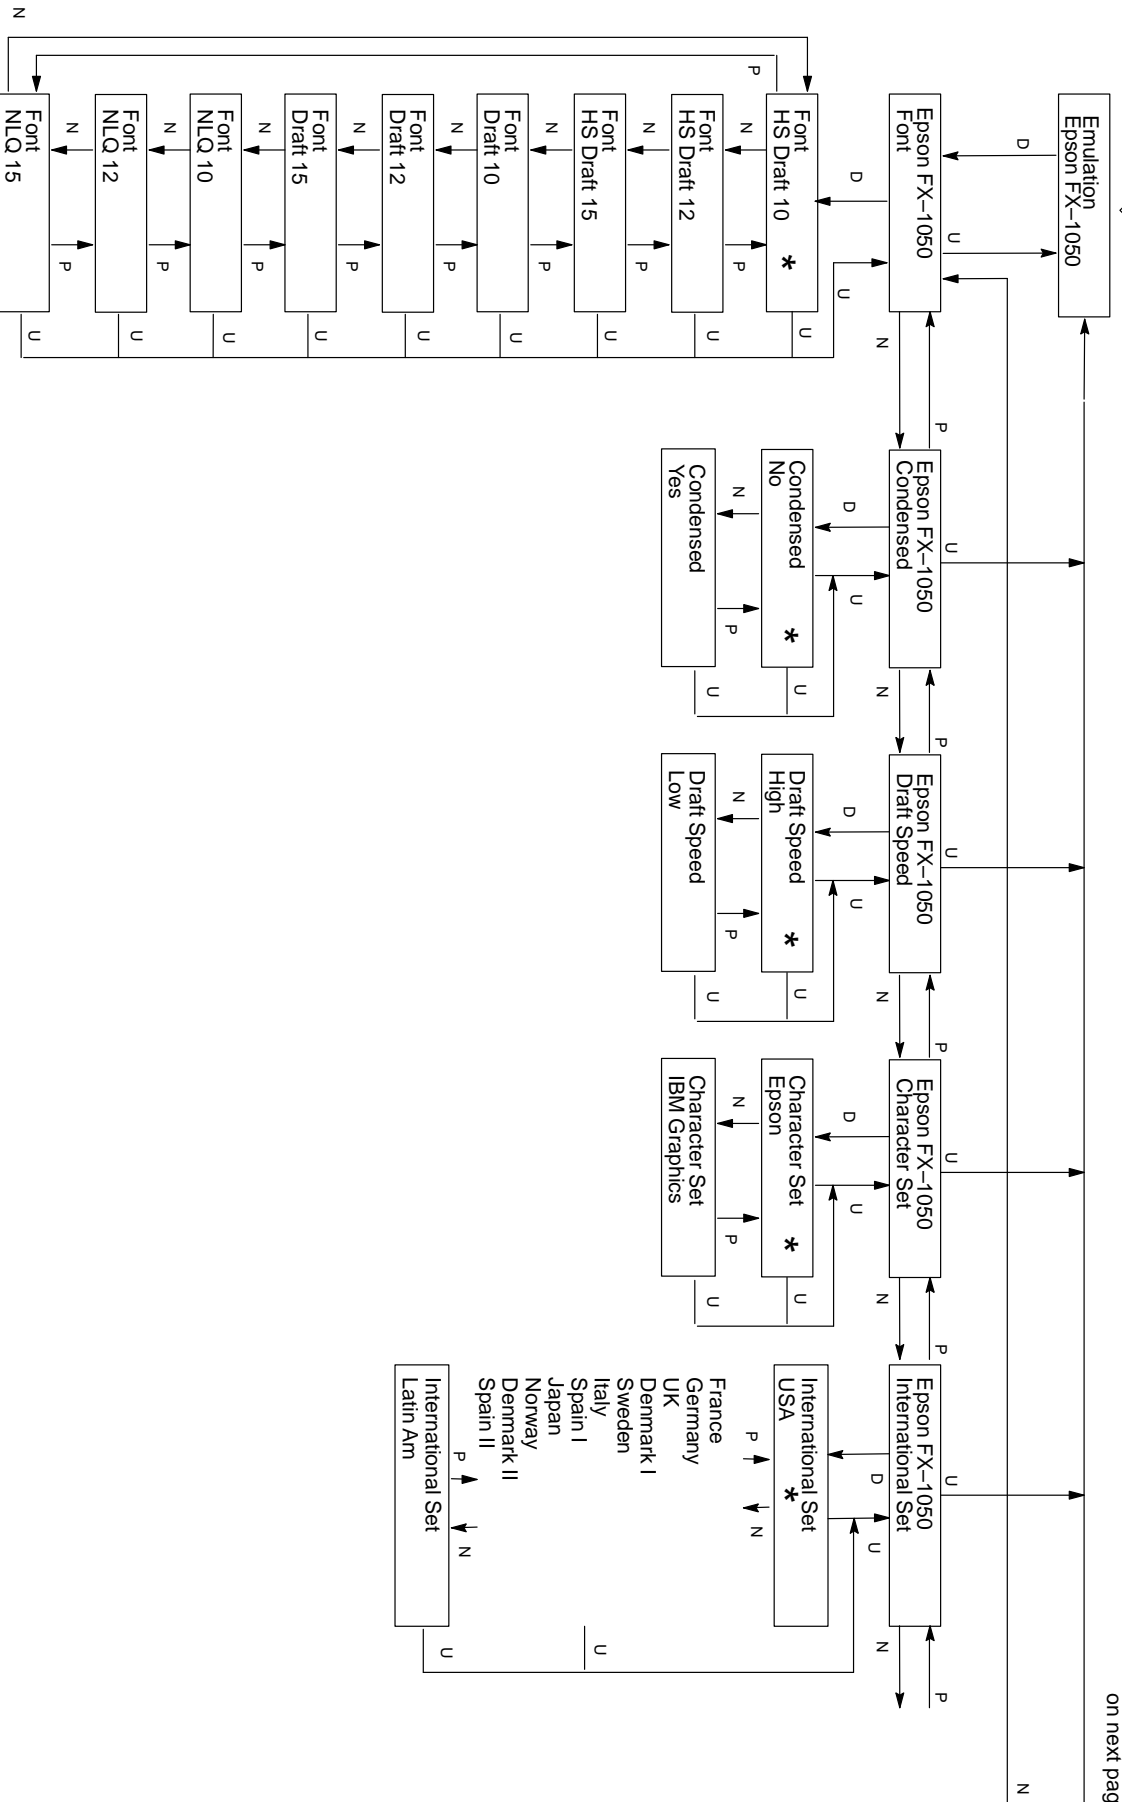 on next pag
Emulation
Epson FX–1050
D
U
N
Epson FX–1050
Font
N
P
Epson FX–1050
Condensed
U
N
P
Epson FX–1050
Draft Speed
U
N
P
Epson FX–1050
Character Set
U
N
P
Epson FX–1050
International Set
U
N
P
D
U
Font
HS Draft 10
*
U
N
P
Font
HS Draft 12
U
N
P
Font
HS Draft 15
U
N
P
Font
Draft 10
U
N
P
Font
Draft 12
U
N
P
Font
Draft 15
U
N
P
Font
NLQ 10
U
N
P
Font
NLQ 12
U
N
P
Font
NLQ 15
U
P
N
D
U
Condensed
No
*
U
N
P
Condensed
Yes
U
D
U
Draft Speed
High
*
U
N
P
Draft Speed
Low
U
D
U
Character Set
Epson
*
U
N
P
Character Set
IBM Graphics
U
D
U
International Set
USA
*
P
N
France
Germany
UK
Denmark I
Sweden
Italy
Spain I
Japan
Norway
Denmark II
Spain II
U
P
N
International Set
Latin Am
U